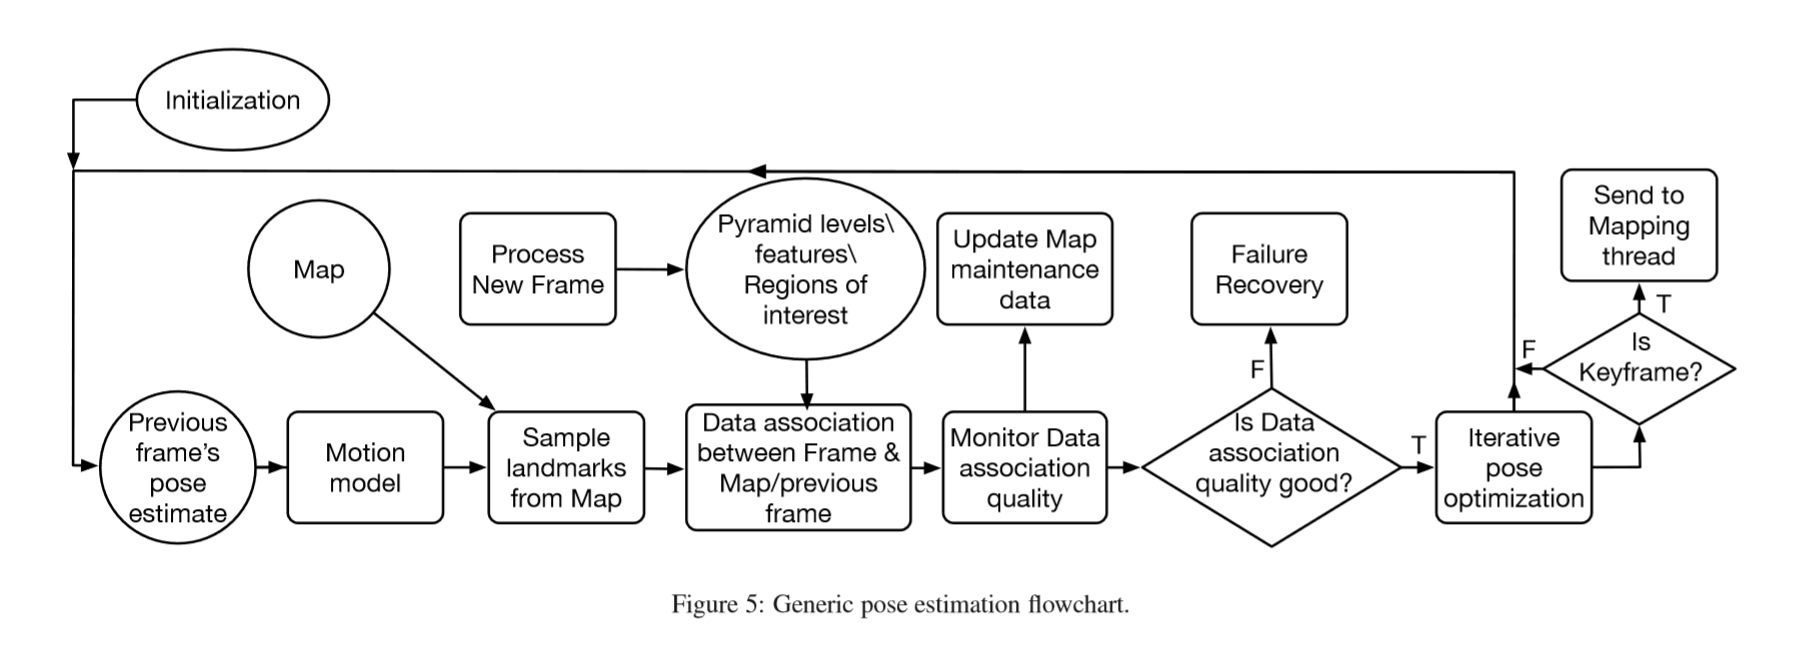 Initialization
Map
Process
New Frame
Pyramid levels\
features\
Regions of
interest
Update Map
maintenance
data
Failure
Recovery
Send to
Mapping
thread
T
F
Is
Keyframe?
Previous
frame's
pose
estimate
Motion
model
Sample
landmarks
from Map
Data association
between Frame &
Map/previous
frame
Monitor Data
association
quality
F
Is Data
association
quality good?
T
Iterative
pose
optimization
Figure 5: Generic pose estimation flowchart.